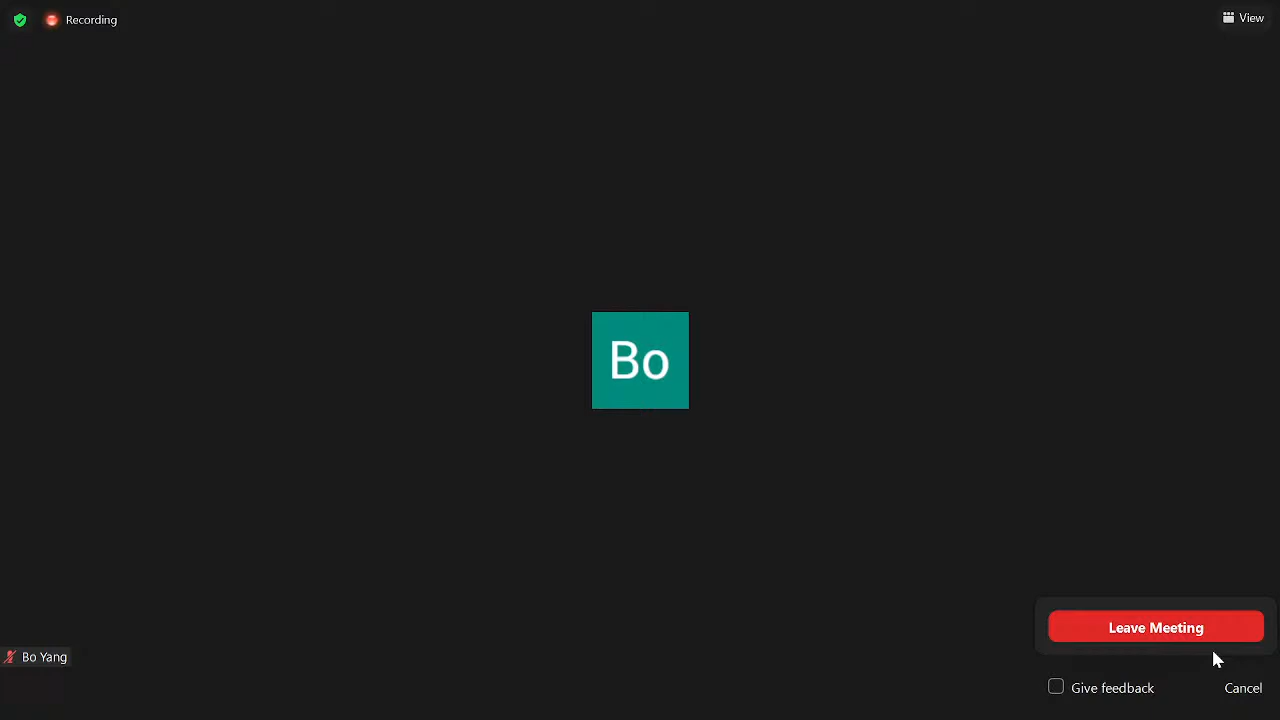 Recording
View
Bo
Leave Meeting
Bo Yang
Give feedback
Cancel